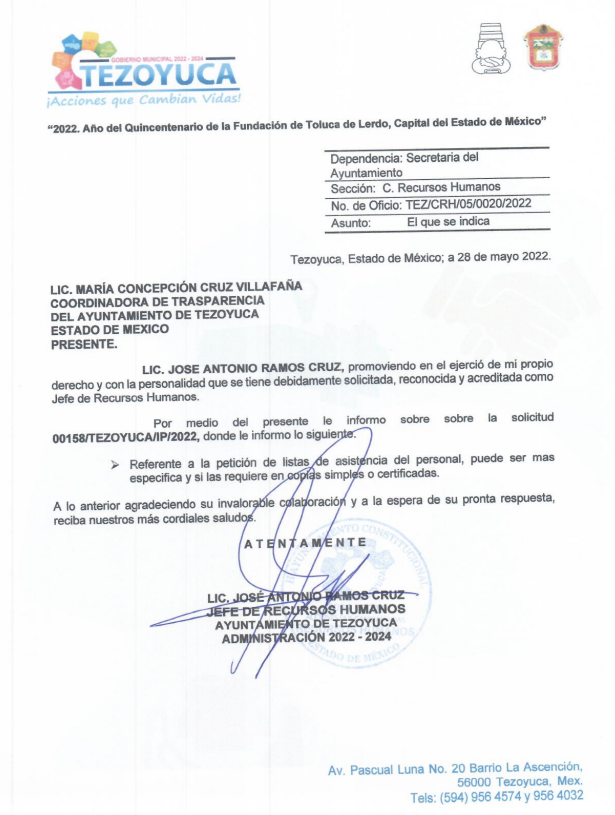 GOBIERNO MUNICIPAL 2022 - 2024
TEZOYUCA
¡Acciones que Cambian Vidas!
“2022. Año del Quincentenario de la Fundación de Toluca de Lerdo, Capital del Estado de México”
Dependencia: Secretaria del
Ayuntamiento
Sección: C. Recursos Humanos
No. de Oficio: TEZ/CRH/05/0020/2022
Asunto: El que se indica
Tezoyuca, Estado de México; a 28 de mayo 2022.
LIC. MARÍA CONCEPCIÓN CRUZ VILLAFAÑA
COORDINADORA DE TRASPARENCIA
DEL AYUNTAMIENTO DE TEZOYUCA
ESTADO DE MEXICO
PRESENTE.
LIC. JOSE ANTONIO RAMOS CRUZ, promoviendo en el ejerció de mi propio
derecho y con la personalidad que se tiene debidamente solicitada, reconocida y acreditada como
Jefe de Recursos Humanos.
Por medio del presente le informo sobre sobre la solicitud
00158/TEZOYUCA/IP/2022, donde le informo lo siguiente:
➢ Referente a la petición de listas de asistencia del personal, puede ser mas
especifica y si las requiere en copias simples o certificadas.
A lo anterior agradeciendo su invalorable colaboración y a la espera de su pronta respuesta,
reciba nuestros más cordiales saludos.
A T E N T A M E N T E
LIC. JOSÉ ANTONIO RAMOS CRUZ
JEFE DE RECURSOS HUMANOS
AYUNTAMIENTO DE TEZOYUCA
ADMINISTRACIÓN 2022 - 2024
H. AYUNTAMIENTO CONSTITUCIONAL
ESTADO DE MÉXICO
Av. Pascual Luna No. 20 Barrio La Ascención,
56000 Tezoyuca, Mex.
Tels: (594) 956 4574 y 956 4032